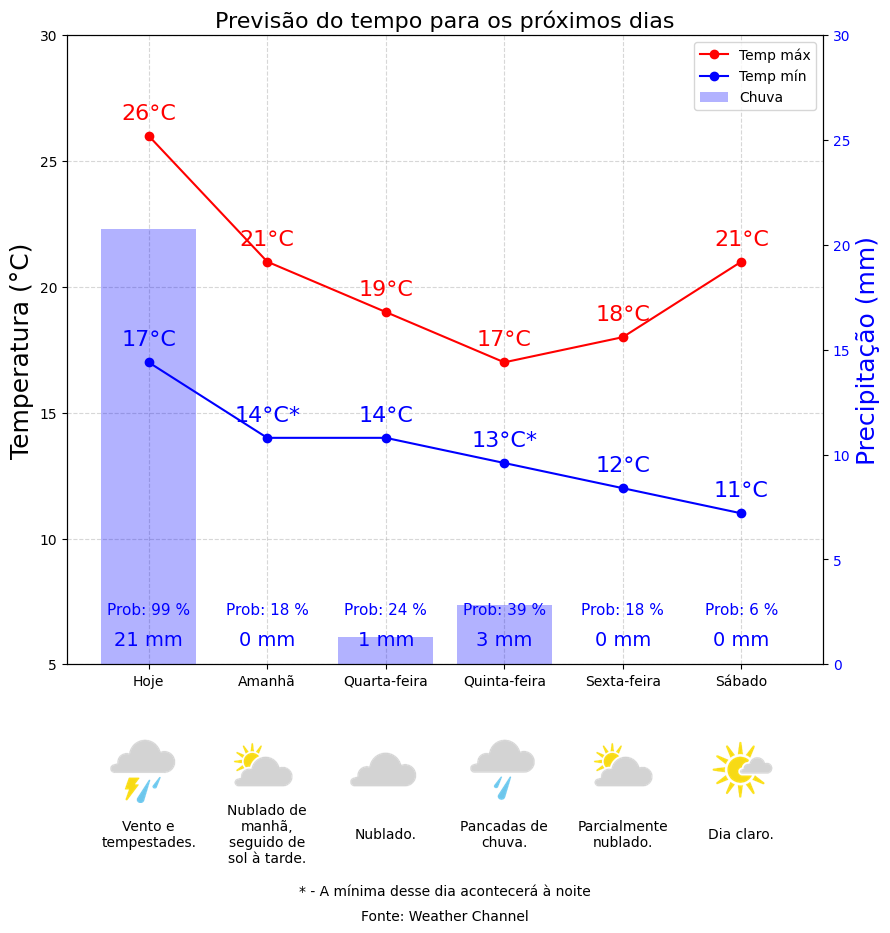 Previsão do tempo para os próximos dias
Temperatura (°C)
Precipitação (mm)
30
25
20
15
10
5
30
25
20
15
10
5
0
Temp máx
Temp mín
Chuva
26°C
21°C
19°C
17°C
18°C
21°C
17°C
14°C*
14°C
13°C*
12°C
11°C
Prob: 99 %
Prob: 18 %
Prob: 24 %
Prob: 39 %
Prob: 18 %
Prob: 6 %
21 mm
0 mm
1 mm
3 mm
0 mm
0 mm
Hoje
Amanhã
Quarta-feira
Quinta-feira
Sexta-feira
Sábado
Vento e
tempestades.
Nublado de
manhã,
seguido de
sol à tarde.
Nublado.
Pancadas de
chuva.
Parcialmente
nublado.
Dia claro.
* - A mínima desse dia acontecerá à noite
Fonte: Weather Channel